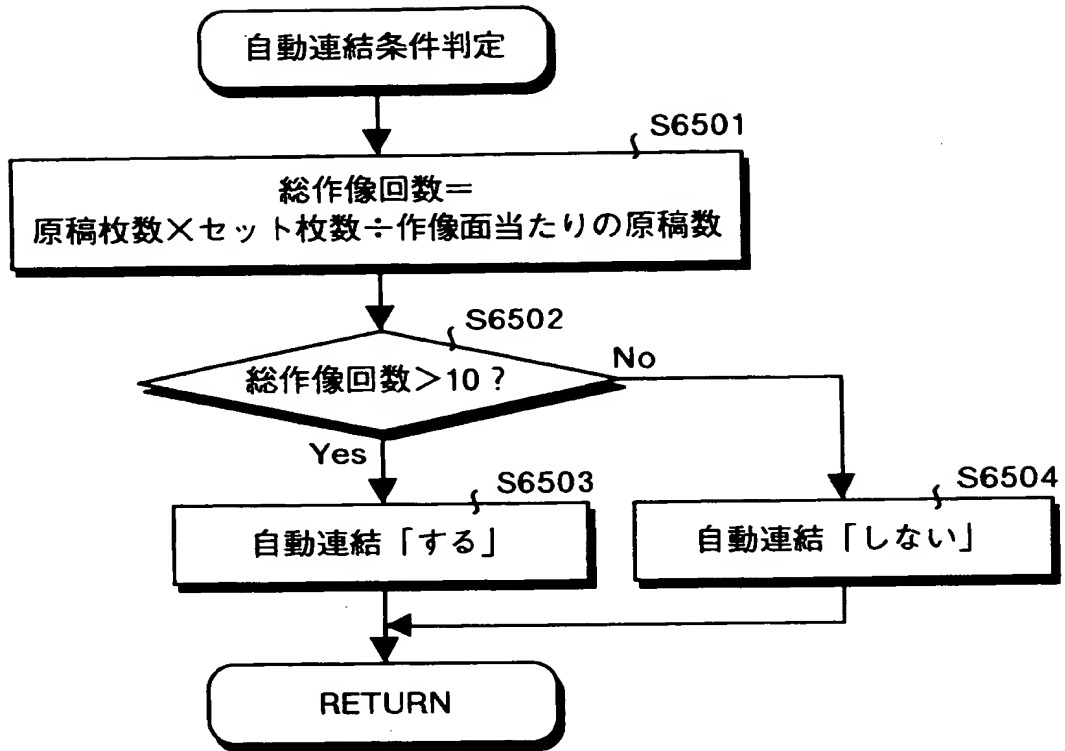 自動連結条件判定
S6501
総作像回数＝
原稿枚数×セット枚数÷作像面当たりの原稿数
S6502
総作像回数＞10？
No
Yes
S6503
自動連結「する」
S6504
自動連結「しない」
RETURN